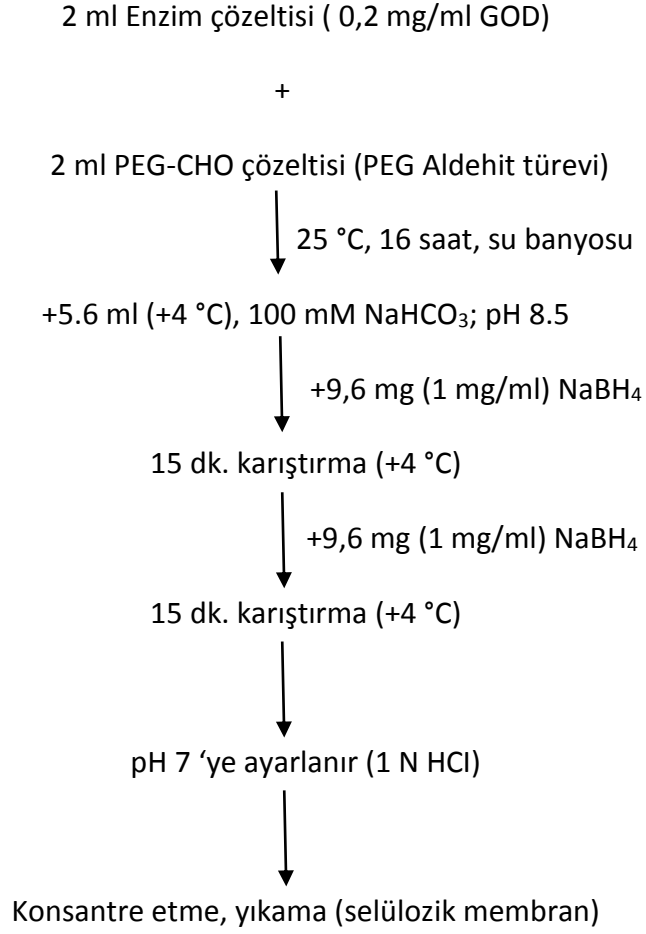 2 ml Enzim çözeltisi ( 0,2 mg/ml GOD)
+
2 ml PEG-CHO çözeltisi (PEG Aldehit türevi)
25 °C, 16 saat, su banyosu
+5.6 ml (+4 °C), 100 mM NaHCO₃; pH 8.5
+9,6 mg (1 mg/ml) NaBH₄
15 dk. karıştırma (+4 °C)
+9,6 mg (1 mg/ml) NaBH₄
15 dk. karıştırma (+4 °C)
pH 7 ‘ye ayarlanır (1 N HCl)
Konsantre etme, yıkama (selülozik membran)